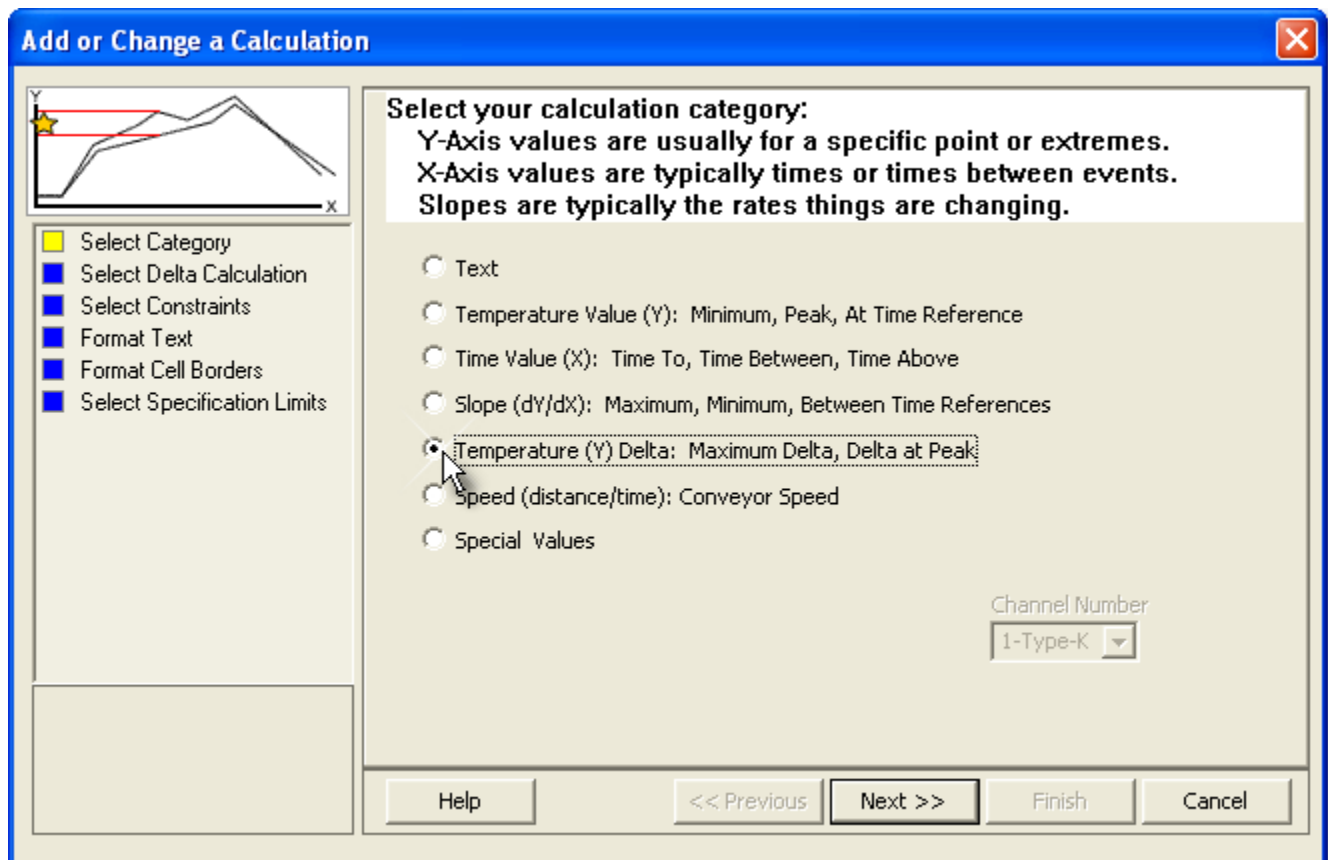 Add or Change a Calculation
Y
X
Select Category
Select Delta Calculation
Select Constraints
Format Text
Format Cell Borders
Select Specification Limits
Select your calculation category:
Y-Axis values are usually for a specific point or extremes.
X-Axis values are typically times or times between events.
Slopes are typically the rates things are changing.
Text
Temperature Value (Y): Minimum, Peak, At Time Reference
Time Value (X): Time To, Time Between, Time Above
Slope (dY/dX): Maximum, Minimum, Between Time References
Temperature (Y) Delta: Maximum Delta, Delta at Peak
Speed (distance/time): Conveyor Speed
Special Values
Channel Number
1-Type-K
Help
<< Previous
Next >>
Finish
Cancel